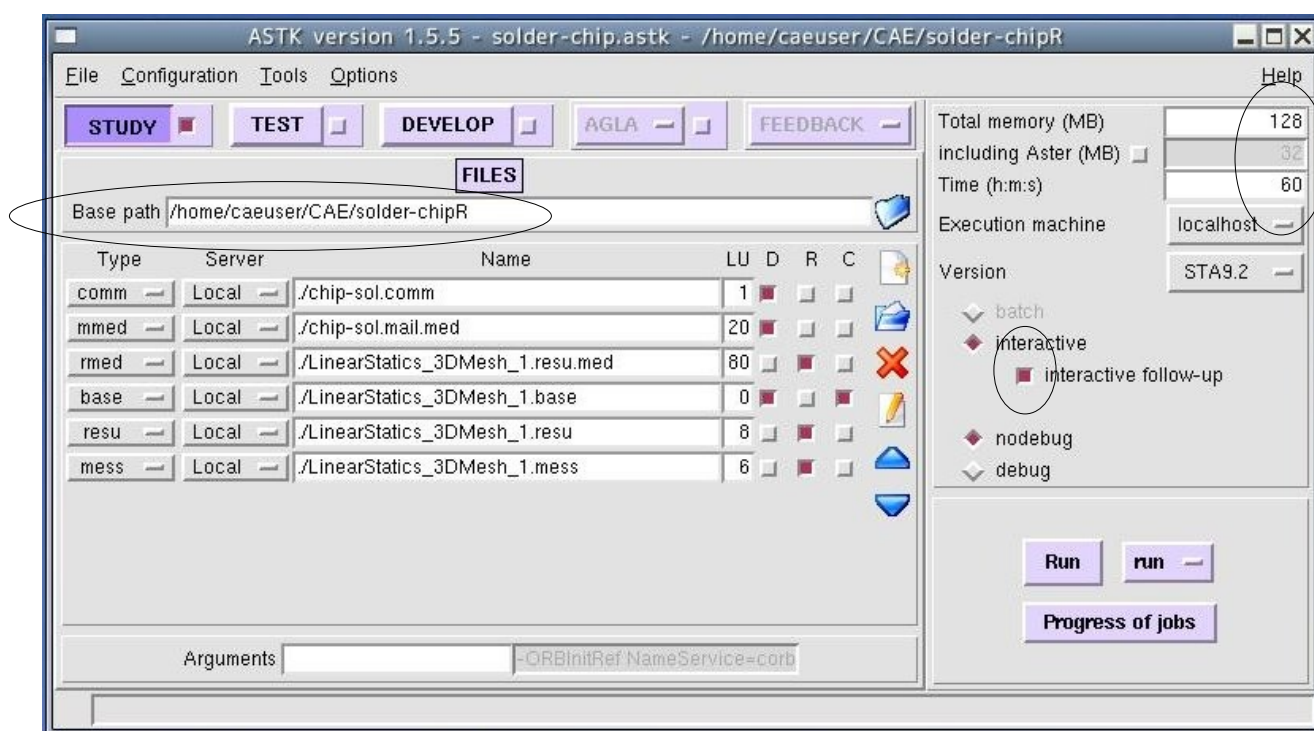 ASTK version 1.5.5 - solder-chip.astk - /home/caeuser/CAE/solder-chipR
File Configuration Tools Options Help
STUDY TEST DEVELOP AGLA FEEDBACK
FILES
Base path /home/caeuser/CAE/solder-chipR
Type Server Name LU D R C
comm Local ./chip-sol.comm 1
mmed Local ./chip-sol.mail.med 20
rmed Local ./LinearStatics_3DMesh_1.resu.med 80
base Local ./LinearStatics_3DMesh_1.base 0
resu Local ./LinearStatics_3DMesh_1.resu 8
mess Local ./LinearStatics_3DMesh_1.mess 6
Arguments -ORBInitRef NameService=corb
Total memory (MB) 128
including Aster (MB) 32
Time (h:m:s) 60
Execution machine localhost
Version STA9.2
batch
interactive
interactive follow-up
nodebug
debug
Run run
Progress of jobs